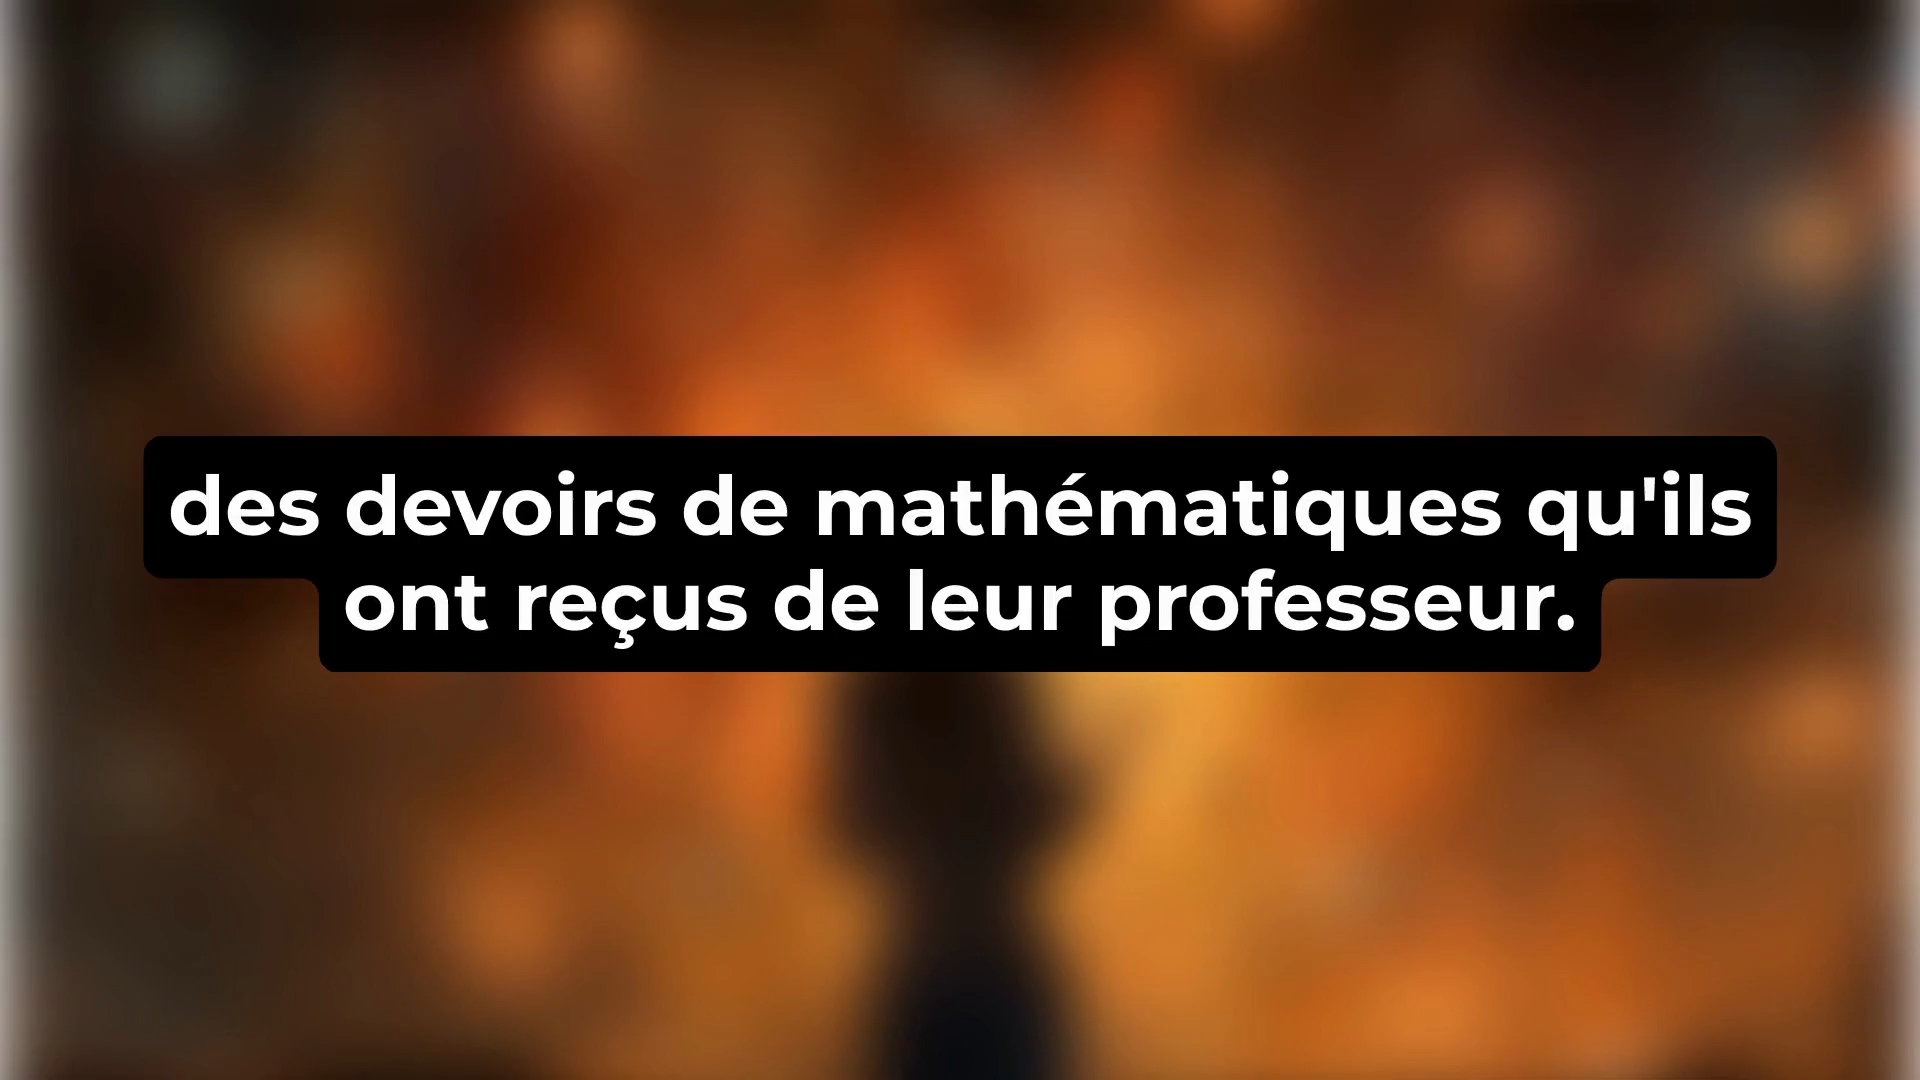 des devoirs de mathématiques qu'ils
ont reçus de leur professeur.